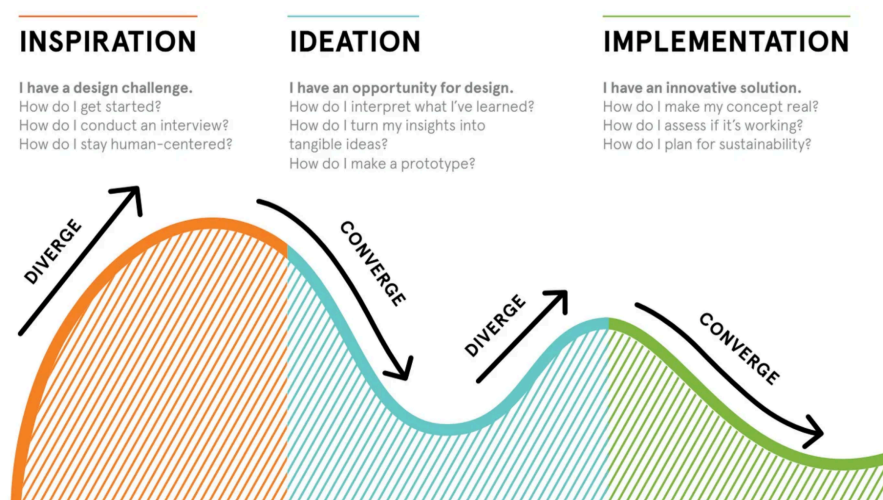 INSPIRATION
I have a design challenge.
How do I get started?
How do I conduct an interview?
How do I stay human-centered?
IDEATION
I have an opportunity for design.
How do I interpret what I've learned?
How do I turn my insights into
tangible ideas?
How do I make a prototype?
IMPLEMENTATION
I have an innovative solution.
How do I make my concept real?
How do I assess if it's working?
How do I plan for sustainability?
DIVERGE
CONVERGE
DIVERGE
CONVERGE